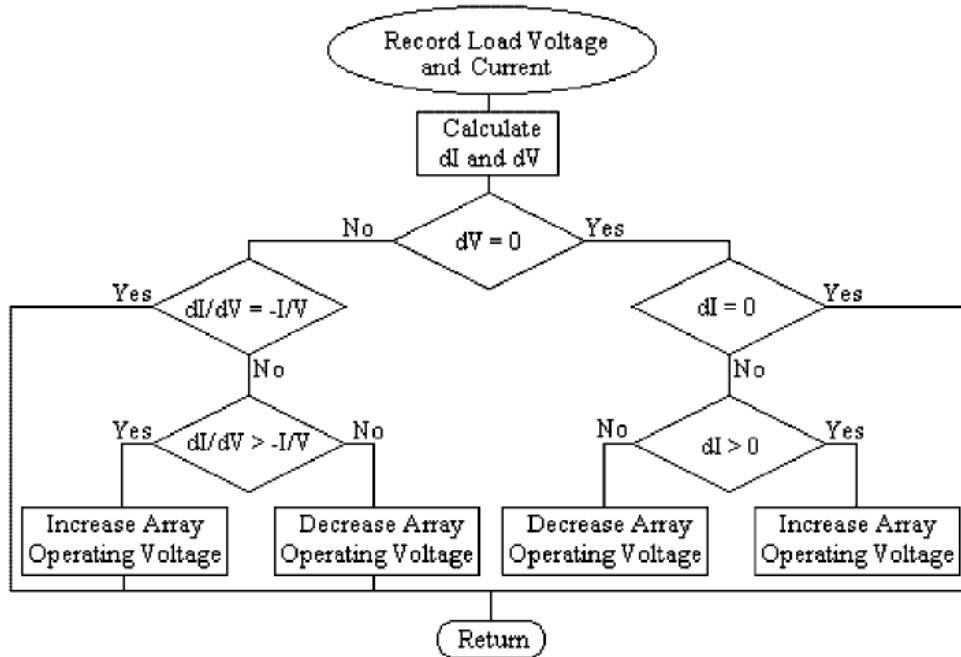 Record Load Voltage
and Current
Calculate
dI and dV
No
Yes
dV = 0
Yes
dI/dV = -I/V
dI = 0
Yes
No
No
Yes
dI/dV > -I/V
No
No
dI > 0
Yes
Increase Array
Operating Voltage
Decrease Array
Operating Voltage
Decrease Array
Operating Voltage
Increase Array
Operating Voltage
Return